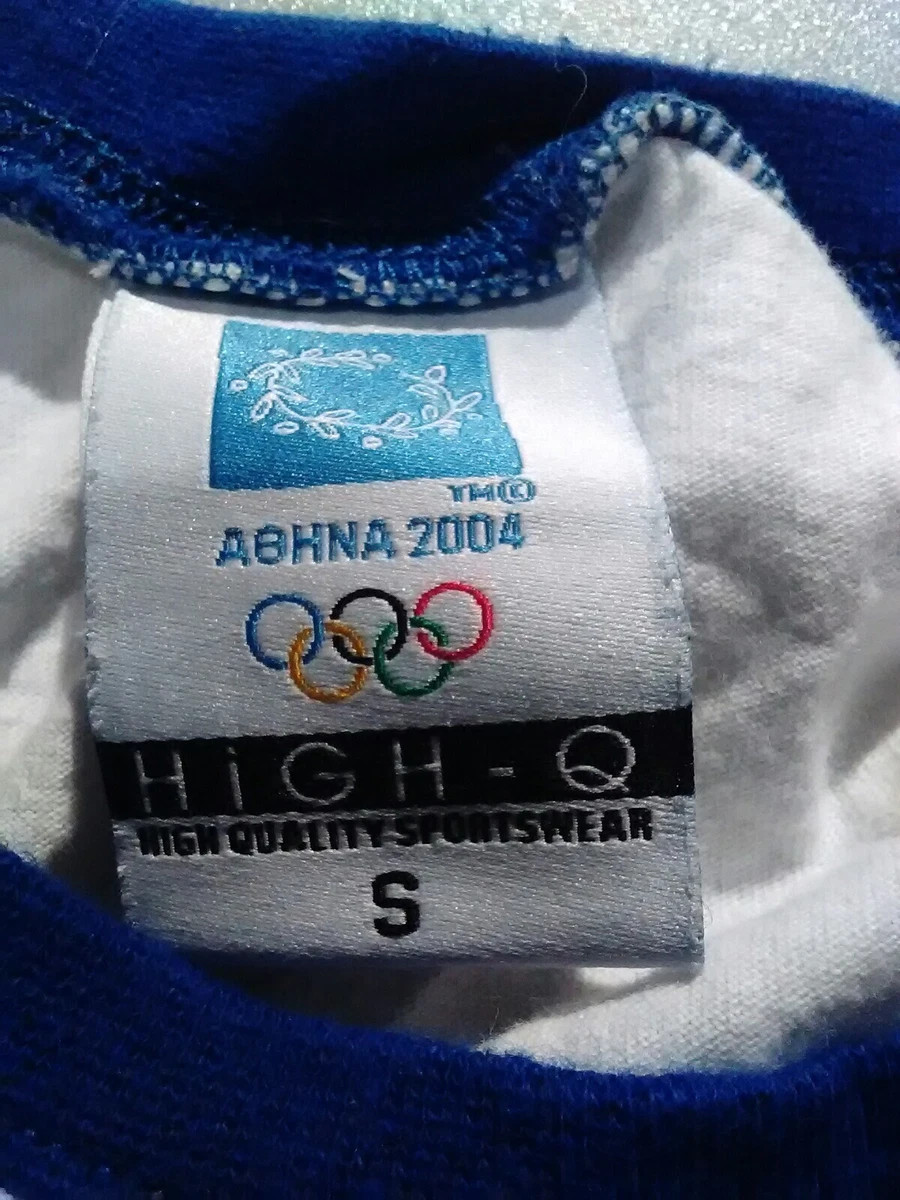 TM©
ΑΘΗΝΑ 2004
HiGH-Q
HIGH QUALITY SPORTSWEAR
S